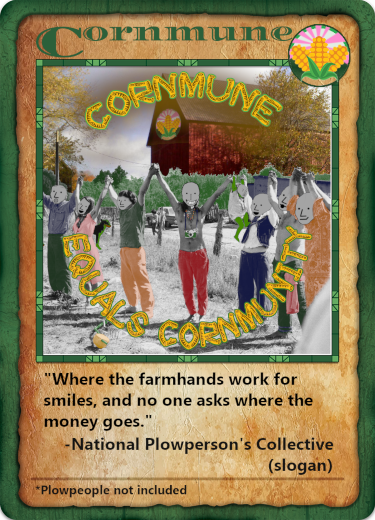 Cornmune
CORNMUNE
EQUALS CORNMUNITY
"Where the farmhands work for
smiles, and no one asks where the
money goes."
-National Plowperson's Collective
(slogan)
*Plowpeople not included